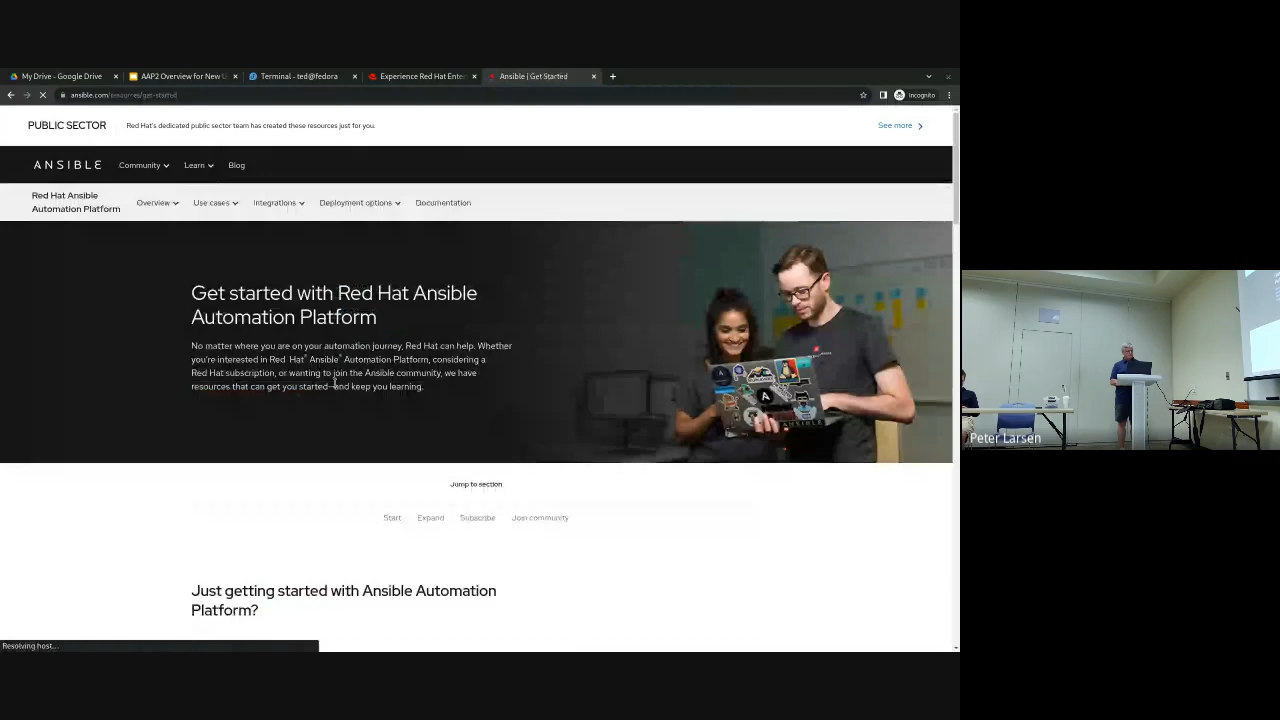 My Drive - Google Drive
AAP2 Overview for New U
Terminal - ted@fedora
Experience Red Hat Enter
Ansible | Get Started
ansible.com/resources/get-started
Incognito
PUBLIC SECTOR
Red Hat's dedicated public sector team has created these resources just for you.
See more
ANSIBLE
Community
Learn
Blog
Red Hat Ansible
Automation Platform
Overview
Use cases
Integrations
Deployment options
Documentation
Get started with Red Hat Ansible
Automation Platform
No matter where you are on your automation journey, Red Hat can help. Whether
you're interested in Red Hat® Ansible® Automation Platform, considering a
Red Hat subscription, or wanting to join the Ansible community, we have
resources that can get you started—and keep you learning.
Jump to section
Start
Expand
Subscribe
Join community
Just getting started with Ansible Automation
Platform?
Resolving host...
Peter Larsen